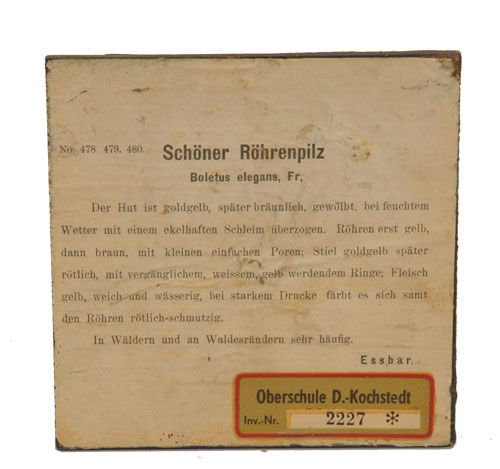 No. 478 479. 480. Schöner Röhrenpilz
Boletus elegans, Fr.
Der Hut ist goldgelb, später bräunlich, gewölbt, bei feuchtem
Wetter mit einem ekelhaften Schleim überzogen. Röhren erst gelb,
dann braun, mit kleinen einfachen Poren; Stiel goldgelb später
rötlich, mit vergänglichem, weissem, gelb werdendem Ringe; Fleisch
gelb, weich und wässerig, bei starkem Drucke färbt es sich samt
den Röhren rötlich-schmutzig.
In Wäldern und an Waldesrändern sehr häufig.
Essbar.
Oberschule D.-Kochstedt
Inv.-Nr. 2227 *